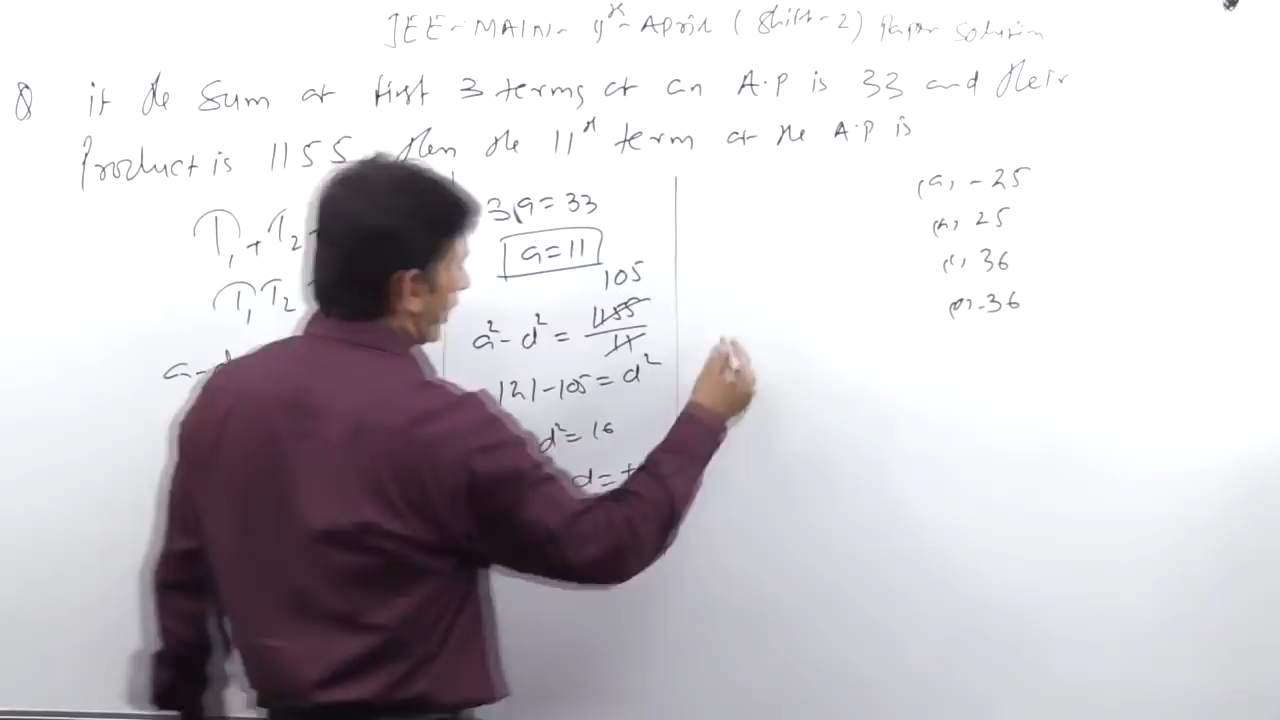 JEE-MAIN- 9th April (Shift-2) Paper Solution
Q if the Sum of first 3 terms of an A.P is 33 and their
Product is 1155 then the 11th term of the A.P is
T1 + T2
T1 T2
a-d
3a = 33
a = 11
105
a² - d² = 1155/11
121 - 105 = d²
d² = 16
d = ±
(a) -25
(b) 25
(c) 36
(d) -36